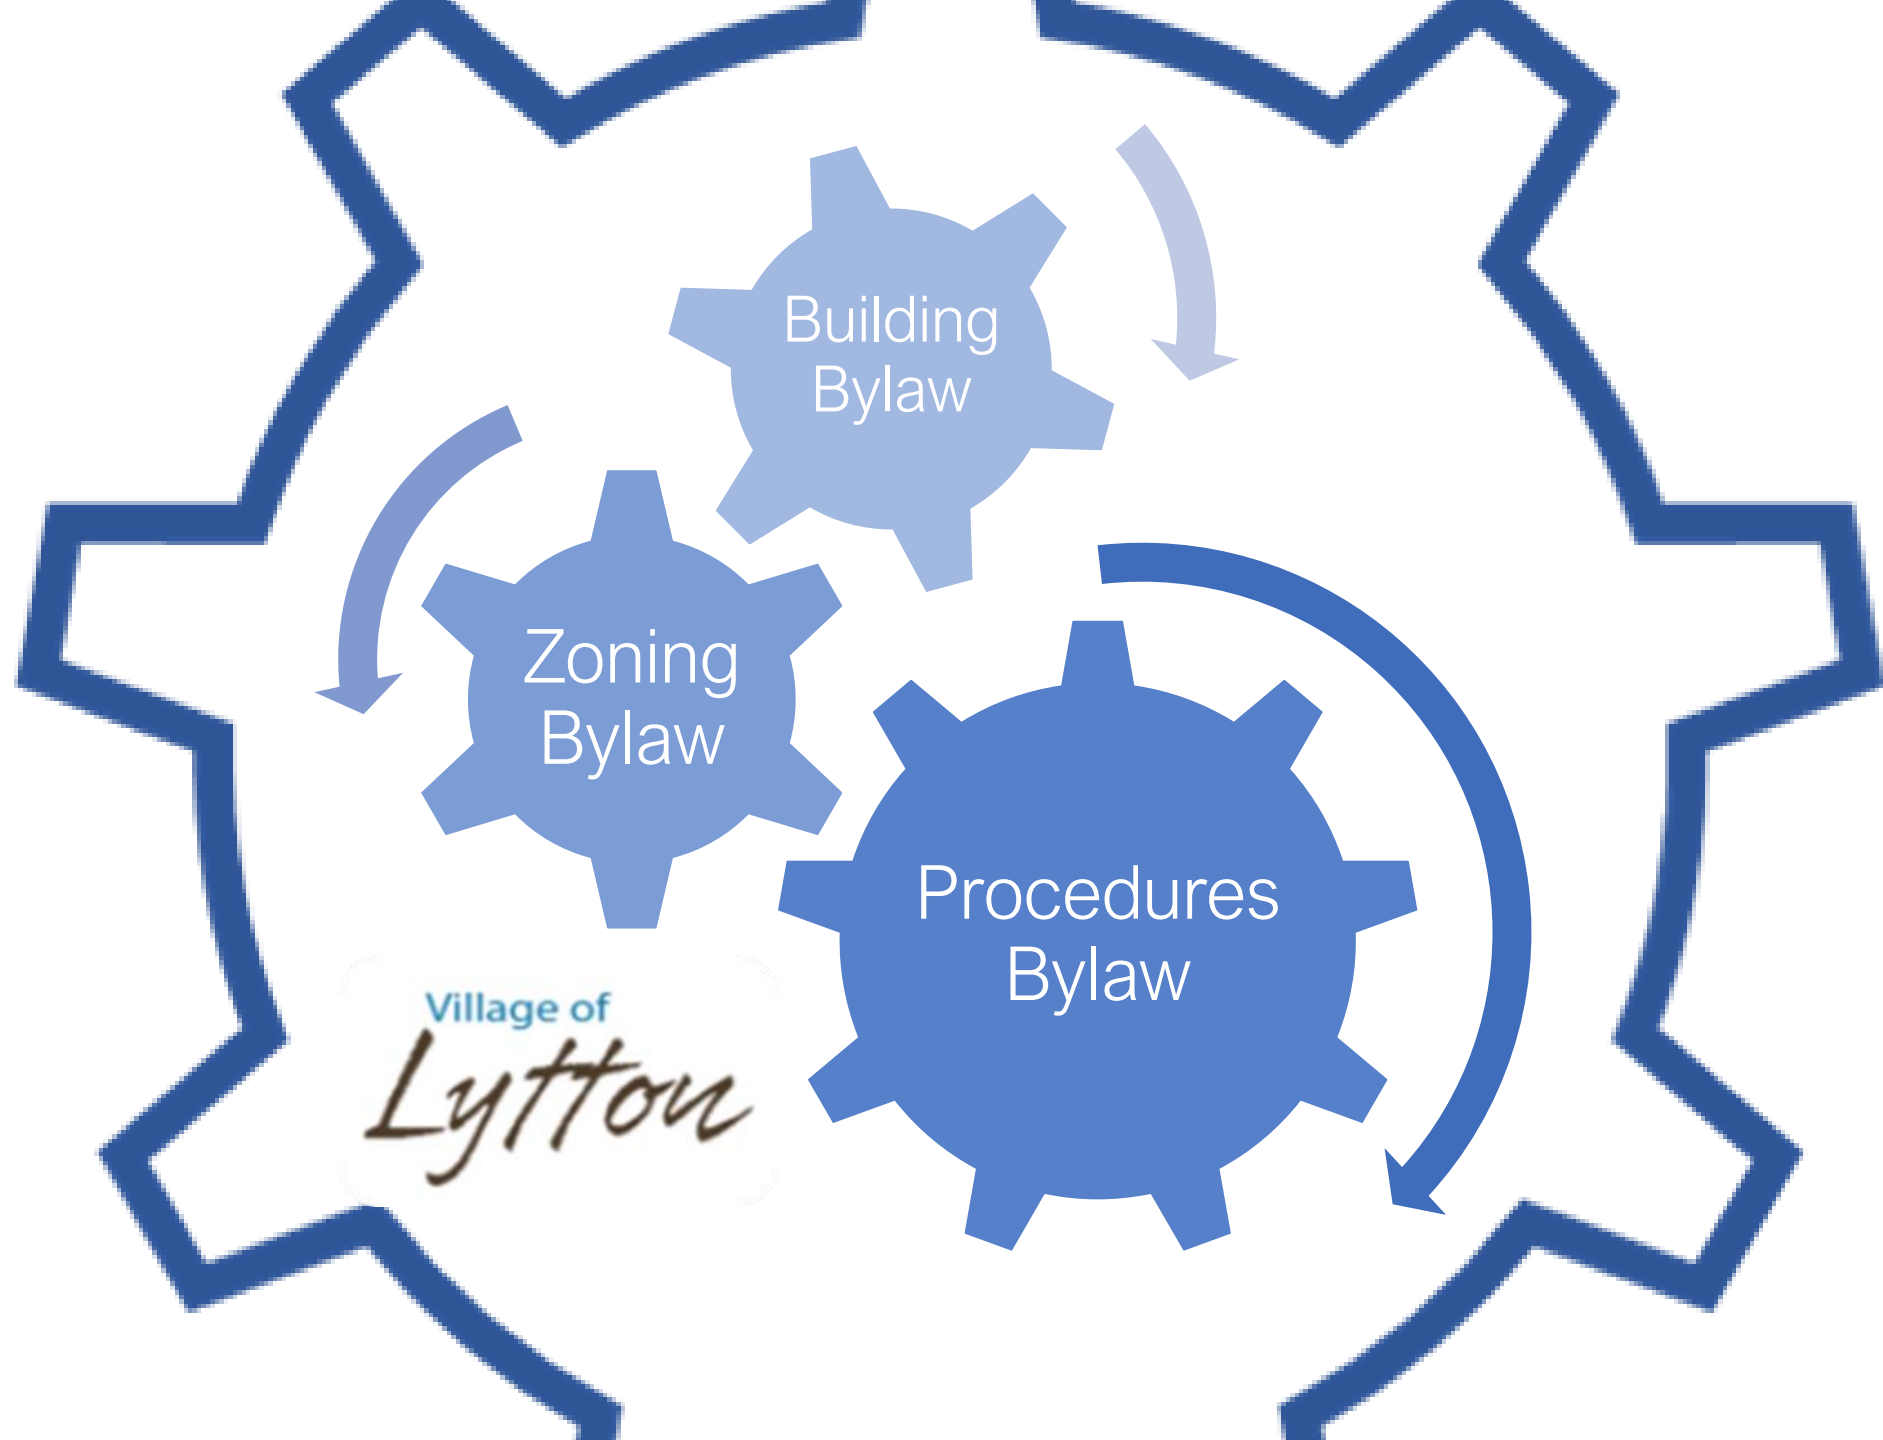 Building
Bylaw
Zoning
Bylaw
Procedures
Bylaw
Village of
Lytton